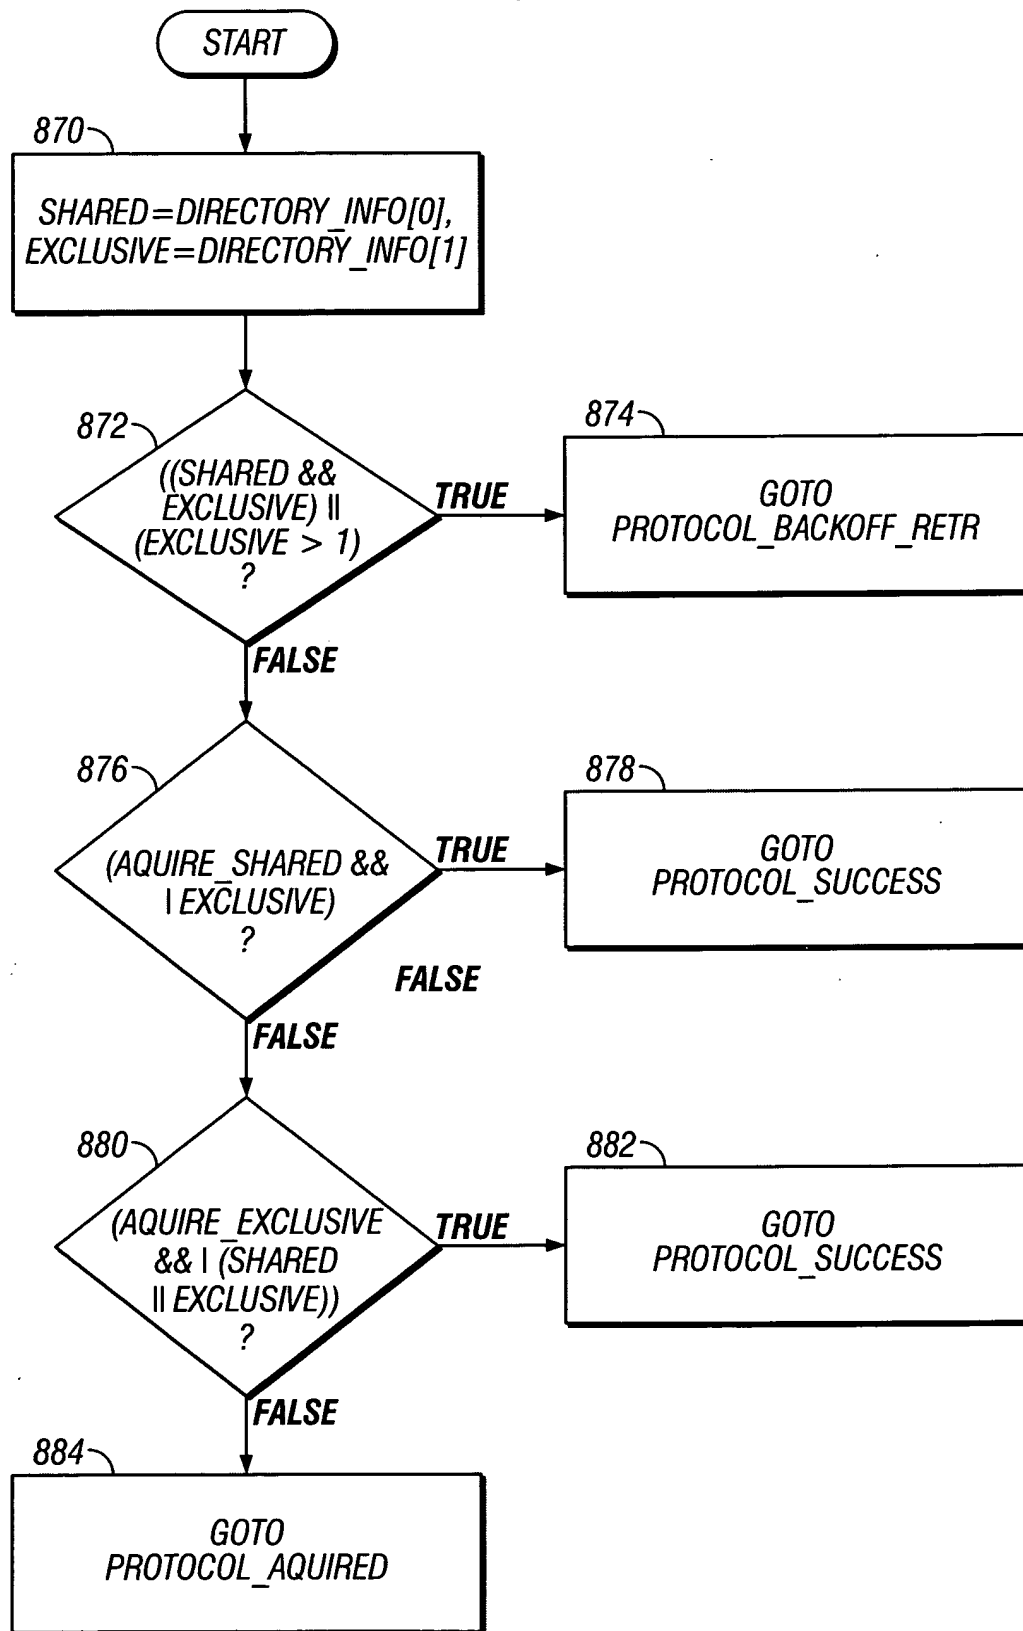 START
870
SHARED=DIRECTORY_INFO[0],
EXCLUSIVE=DIRECTORY_INFO[1]
872
((SHARED &&
EXCLUSIVE) ||
(EXCLUSIVE > 1)
?
TRUE
874
GOTO
PROTOCOL_BACKOFF_RETR
FALSE
876
(AQUIRE_SHARED &&
| EXCLUSIVE)
?
TRUE
878
GOTO
PROTOCOL_SUCCESS
FALSE
FALSE
880
(AQUIRE_EXCLUSIVE
&& | (SHARED
|| EXCLUSIVE))
?
TRUE
882
GOTO
PROTOCOL_SUCCESS
FALSE
884
GOTO
PROTOCOL_AQUIRED